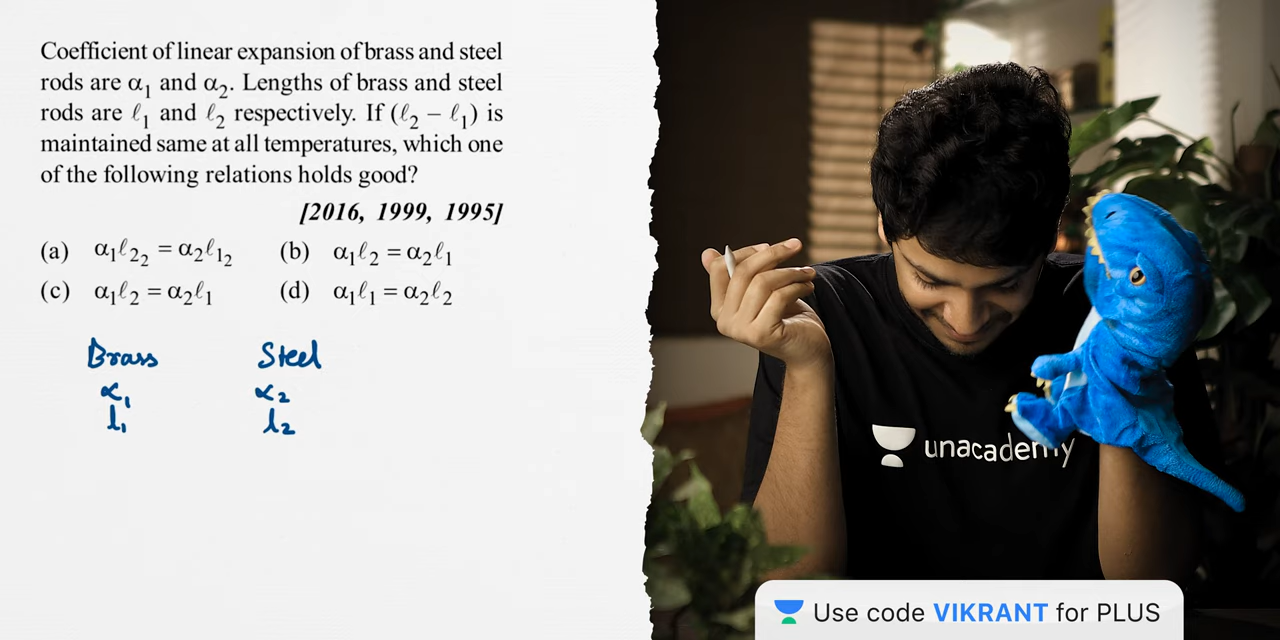 Coefficient of linear expansion of brass and steel
rods are α₁ and α₂. Lengths of brass and steel
rods are ℓ₁ and ℓ₂ respectively. If (ℓ₂ − ℓ₁) is
maintained same at all temperatures, which one
of the following relations holds good?
[2016, 1999, 1995]
(a) α₁ℓ₂₂ = α₂ℓ₁₂ (b) α₁ℓ₂ = α₂ℓ₁
(c) α₁ℓ₂ = α₂ℓ₁ (d) α₁ℓ₁ = α₂ℓ₂
Brass Steel
α₁ α₂
l₁ l₂
unacademy
Use code VIKRANT for PLUS